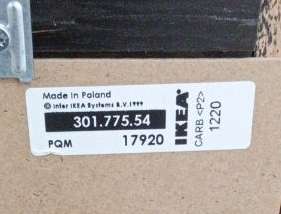 Made in Poland
© Inter IKEA Systems B.V. 1999
301.775.54
PQM 17920
IKEA
CARB <P2>
1220